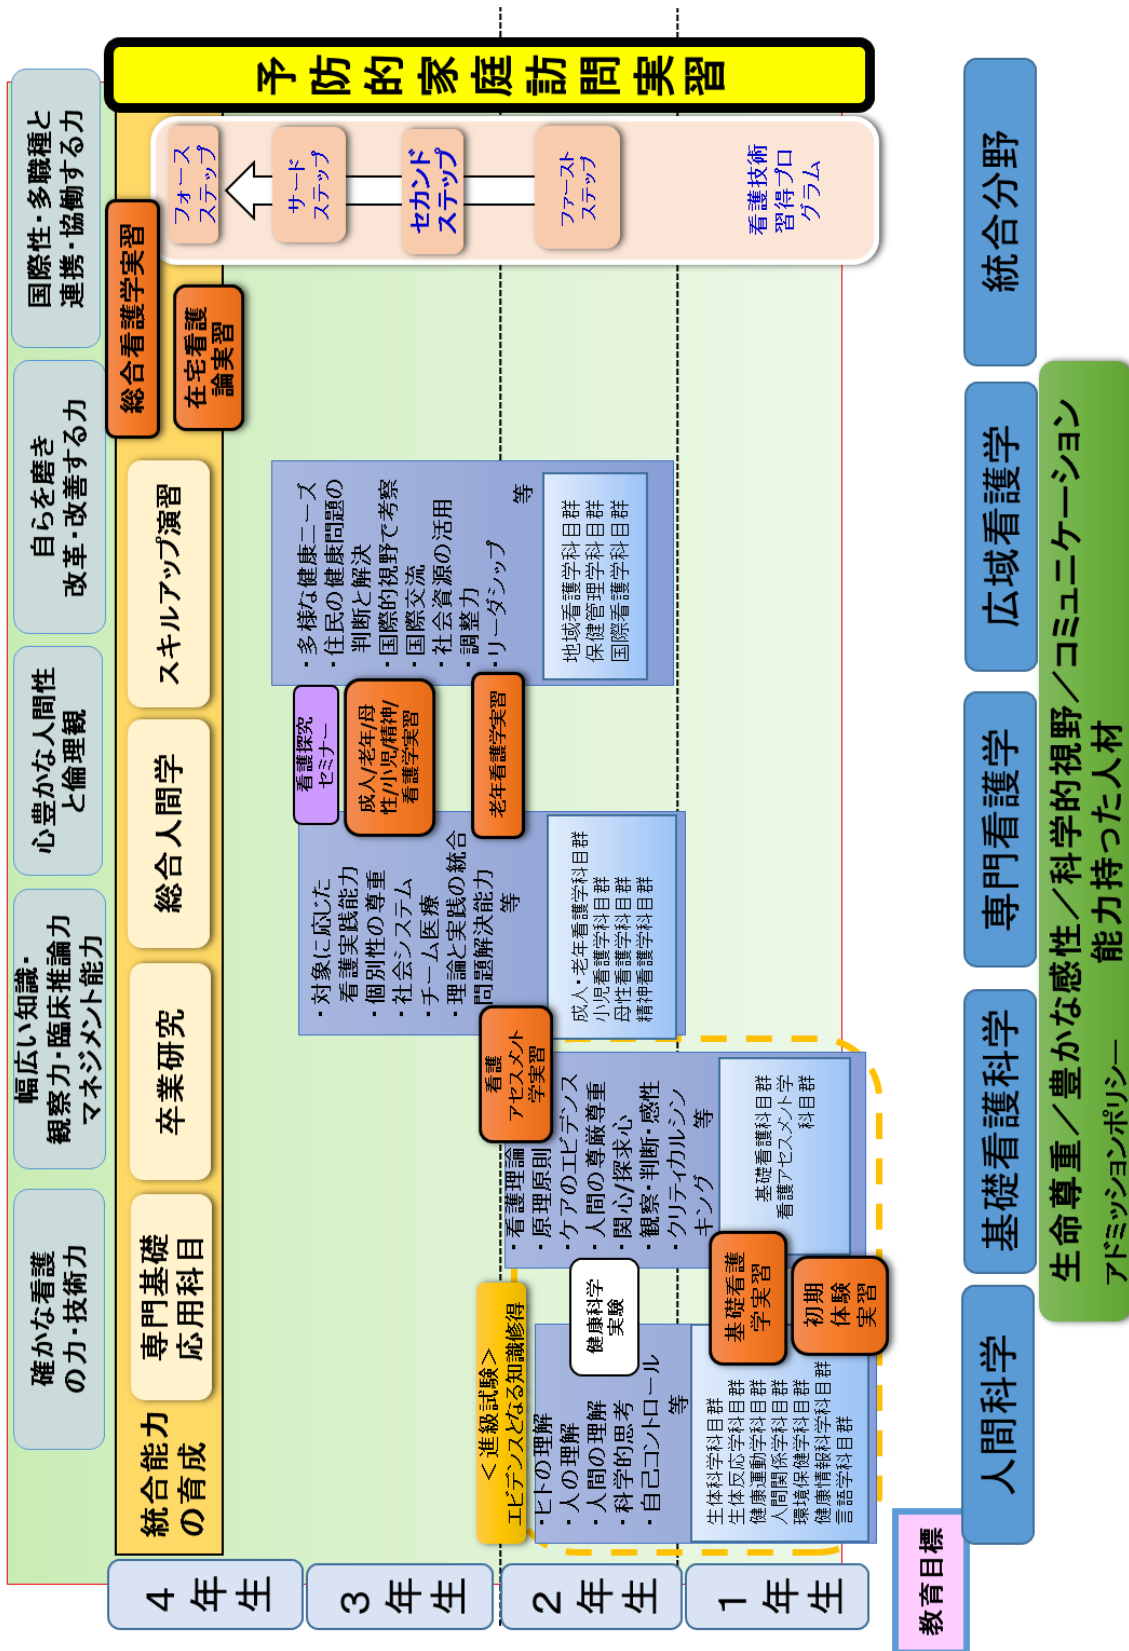 確かな看護
の力・技術力
幅広い知識・
観察力・臨床推論力
マネジメント能力
心豊かな人間性
と倫理観
自らを磨き
改革・改善する力
国際性・多職種と
連携・協働する力
4年生
統合能力
の育成
専門基礎
応用科目
卒業研究
総合人間学
スキルアップ演習
総合看護学実習
在宅看護
論実習
予防的家庭訪問実習
フォース
ステップ
サード
ステップ
セカンド
ステップ
ファースト
ステップ
看護技術
習得プロ
グラム
3年生
・対象に応じた
看護実践能力
・個別性の尊重
・社会システム
・チーム医療
・理論と実践の統合
・問題解決能力
等
成人・老年看護学科目群
小児看護学科目群
母性看護学科目群
精神看護学科目群
看護探究
セミナー
成人/老年/母
性/小児/精神/
看護学実習
老年看護学実習
・多様な健康ニーズ
・住民の健康問題の
判断と解決
・国際的視野で考察
・国際交流
・社会資源の活用
・調整力
・リーダシップ
等
地域看護学科目群
保健管理学科目群
国際看護学科目群
2年生
＜進級試験＞
エビデンスとなる知識修得
・ヒトの理解
・人の理解
・人間の理解
・科学的思考
・自己コントロール
等
健康科学
実験
看護
アセスメント
学実習
・看護理論
・原理原則
・ケアのエビデンス
・人間の尊厳尊重
・関心/探求心
・観察・判断・感性
・クリティカルシン
キング
等
1年生
生体科学科目群
生体反応学科目群
健康運動学科目群
人間関係学科目群
環境保健学科目群
健康情報科学科目群
言語学科目群
基礎看護
学実習
初期
体験
実習
基礎看護科目群
看護アセスメント学
科目群
教育目標
人間科学
基礎看護科学
専門看護学
広域看護学
統合分野
生命尊重／豊かな感性／科学的視野／コミュニケーション
アドミッションポリシー
能力持った人材